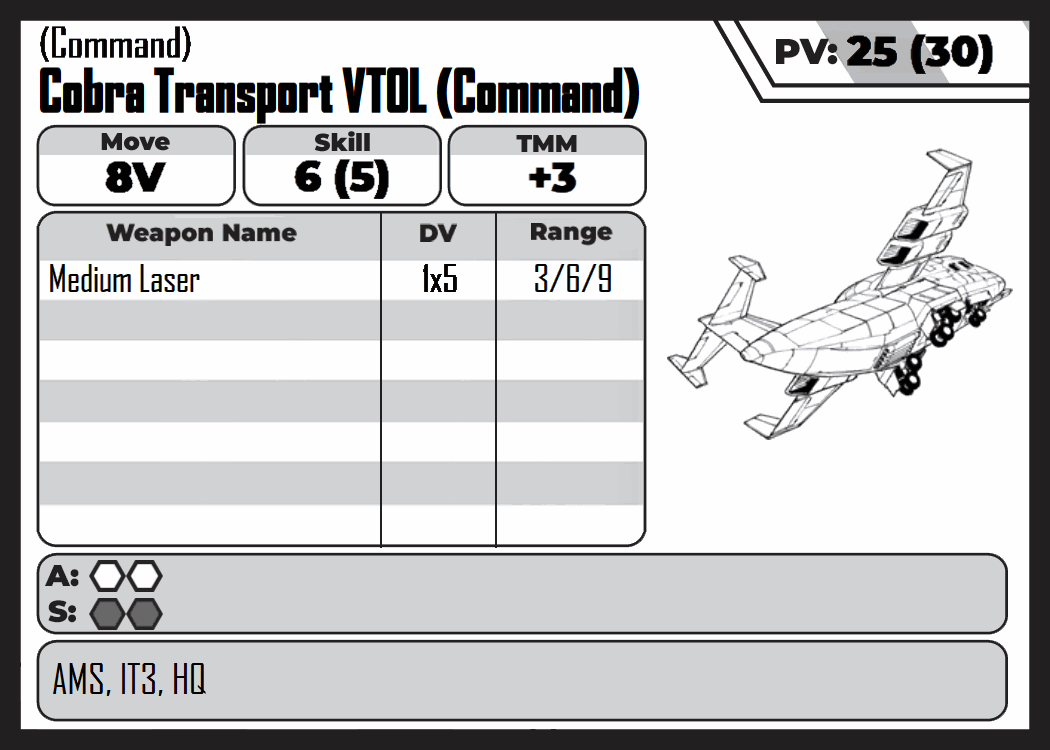 (Command)
PV: 25 (30)
Cobra Transport VTOL (Command)
Move Skill TMM
8V 6 (5) +3
Weapon Name DV Range
Medium Laser 1x5 3/6/9
A:
S:
AMS, IT3, HQ